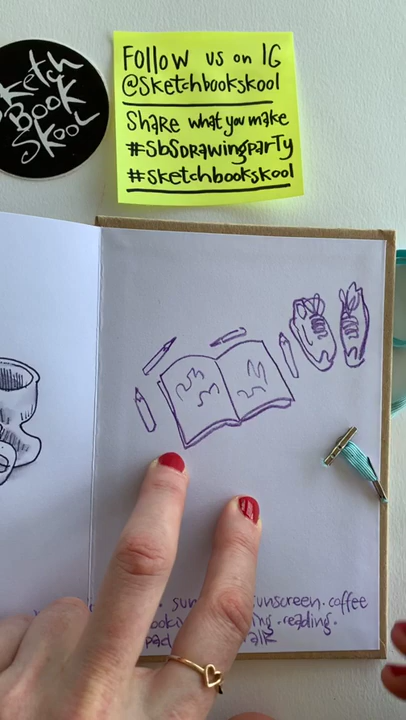 Sketch
Book
Skool
Follow us on IG
@Sketchbookskool
Share what you make
#SbSDrawingParty
#Sketchbookskool
sunscreen . coffee
reading .